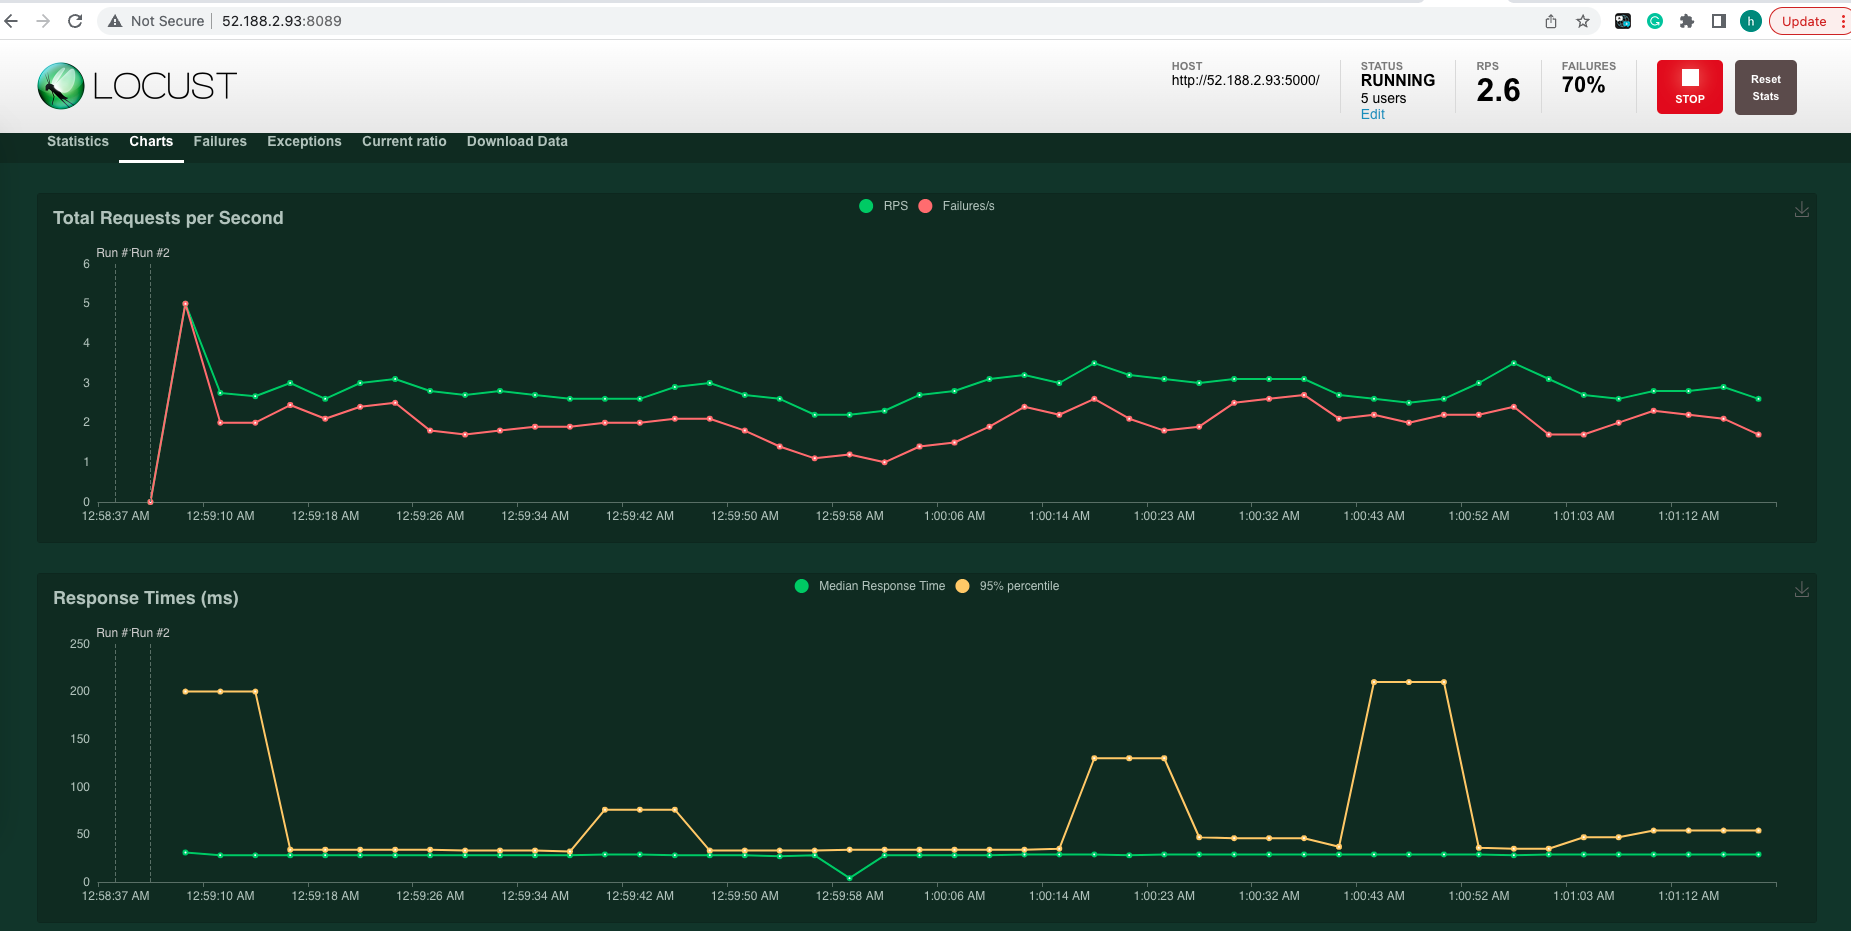 Not Secure 52.188.2.93:8089
h
Update
LOCUST
HOST
http://52.188.2.93:5000/
STATUS
RUNNING
5 users
Edit
RPS
2.6
FAILURES
70%
STOP
Reset
Stats
Statistics Charts Failures Exceptions Current ratio Download Data
Total Requests per Second
RPS Failures/s
Run # Run #2
6
5
4
3
2
1
0
12:58:37 AM 12:59:10 AM 12:59:18 AM 12:59:26 AM 12:59:34 AM 12:59:42 AM 12:59:50 AM 12:59:58 AM 1:00:06 AM 1:00:14 AM 1:00:23 AM 1:00:32 AM 1:00:43 AM 1:00:52 AM 1:01:03 AM 1:01:12 AM
Response Times (ms)
Median Response Time 95% percentile
Run # Run #2
250
200
150
100
50
0
12:58:37 AM 12:59:10 AM 12:59:18 AM 12:59:26 AM 12:59:34 AM 12:59:42 AM 12:59:50 AM 12:59:58 AM 1:00:06 AM 1:00:14 AM 1:00:23 AM 1:00:32 AM 1:00:43 AM 1:00:52 AM 1:01:03 AM 1:01:12 AM